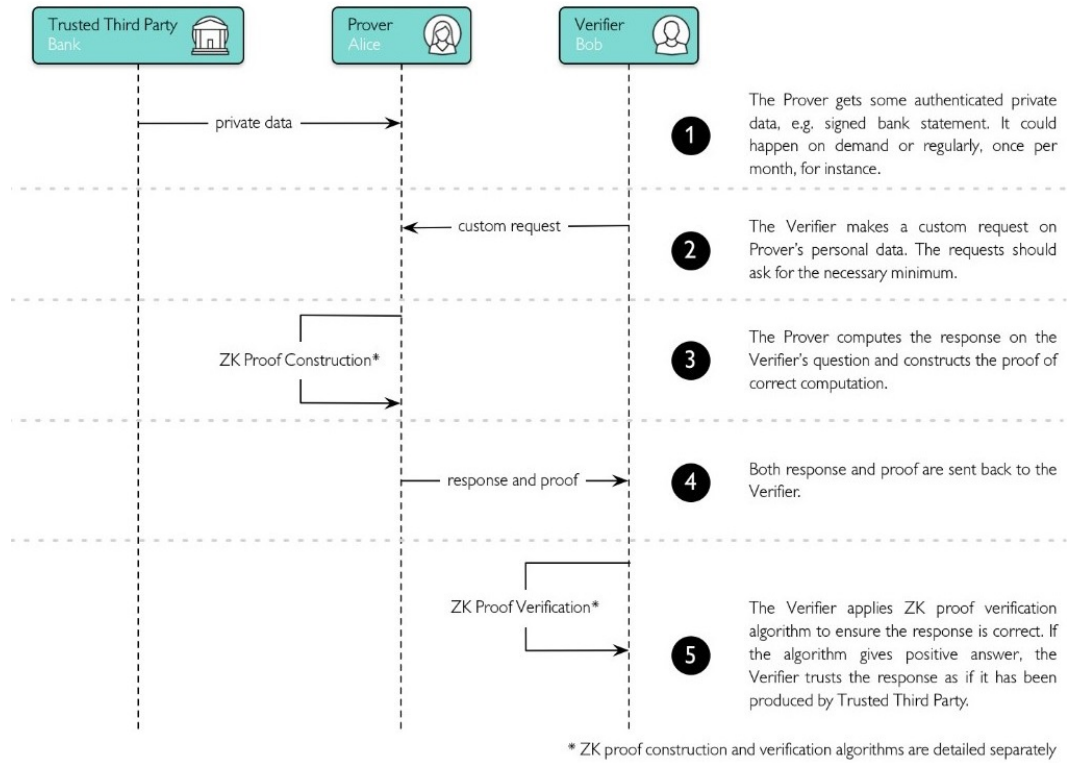 Trusted Third Party
Bank
Prover
Alice
Verifier
Bob
private data
1
The Prover gets some authenticated private
data, e.g. signed bank statement. It could
happen on demand or regularly, once per
month, for instance.
custom request
2
The Verifier makes a custom request on
Prover's personal data. The requests should
ask for the necessary minimum.
ZK Proof Construction*
3
The Prover computes the response on the
Verifier's question and constructs the proof of
correct computation.
response and proof
4
Both response and proof are sent back to the
Verifier.
ZK Proof Verification*
5
The Verifier applies ZK proof verification
algorithm to ensure the response is correct. If
the algorithm gives positive answer, the
Verifier trusts the response as if it has been
produced by Trusted Third Party.
* ZK proof construction and verification algorithms are detailed separately